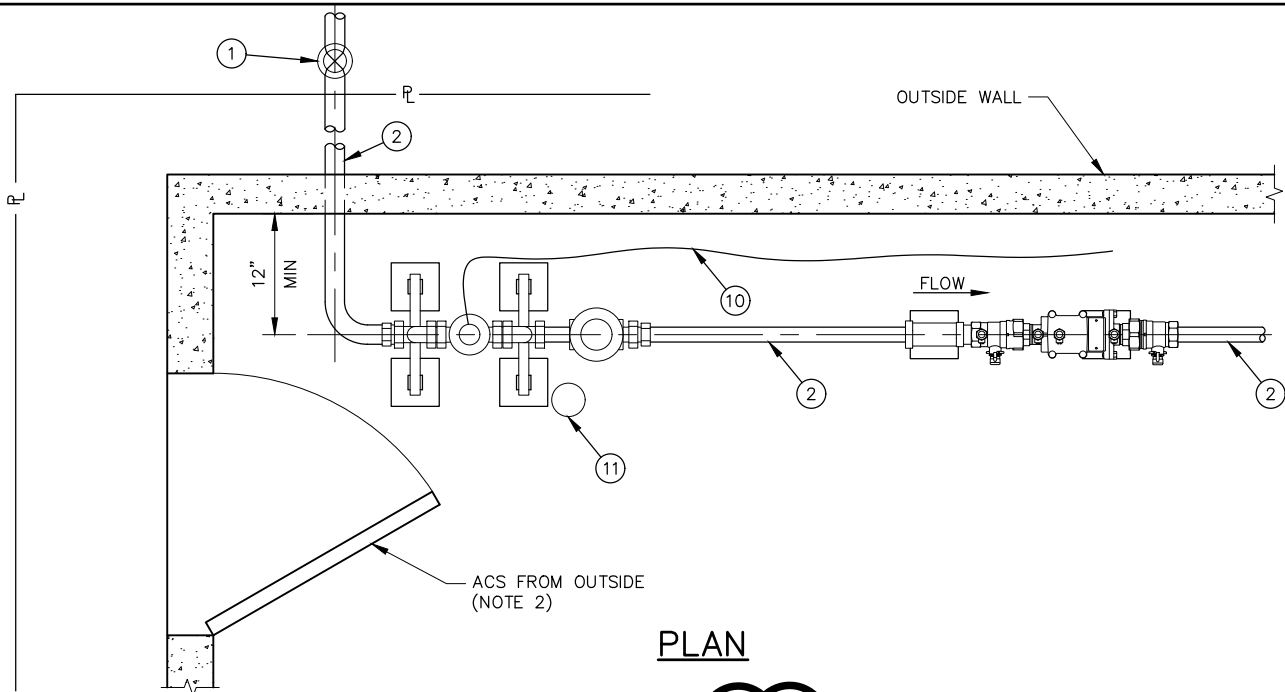 1
PL
2
OUTSIDE WALL
PL
12"
MIN
10
FLOW
2
2
11
ACS FROM OUTSIDE
(NOTE 2)
PLAN